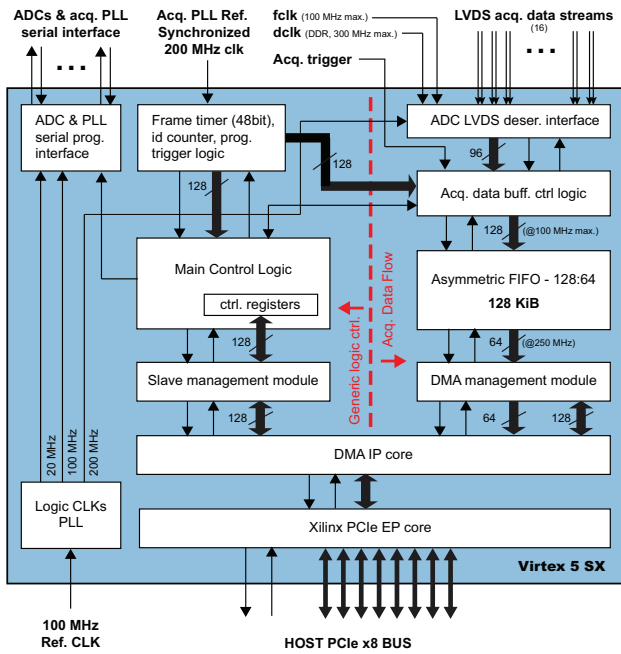 ADCs & acq. PLL
serial interface
Acq. PLL Ref.
Synchronized
200 MHz clk
fclk (100 MHz max.)
dclk (DDR, 300 MHz max.)
Acq. trigger
LVDS acq. data streams
(16)
ADC & PLL
serial prog.
interface
Frame timer (48bit),
id counter, prog.
trigger logic
ADC LVDS deser. interface
128
128
96
Acq. data buff. ctrl logic
128
(@100 MHz max.)
Main Control Logic
ctrl. registers
Asymmetric FIFO - 128:64
128 KiB
Generic logic ctrl.
Acq. Data Flow
128
64
(@250 MHz)
Slave management module
DMA management module
128
64
128
20 MHz
100 MHz
200 MHz
DMA IP core
Logic CLKs
PLL
Xilinx PCIe EP core
Virtex 5 SX
100 MHz
Ref. CLK
HOST PCIe x8 BUS